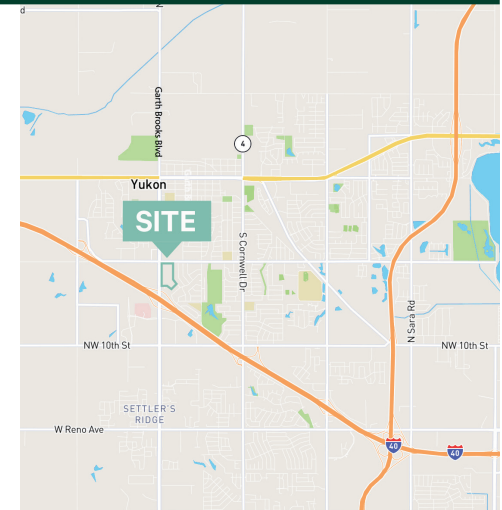 d
N
Garth Brooks Blvd
4
Yukon
SITE
S Cornwell Dr
N Sara Rd
NW 10th St
NW 10th St
SETTLER'S
RIDGE
W Reno Ave
40
40